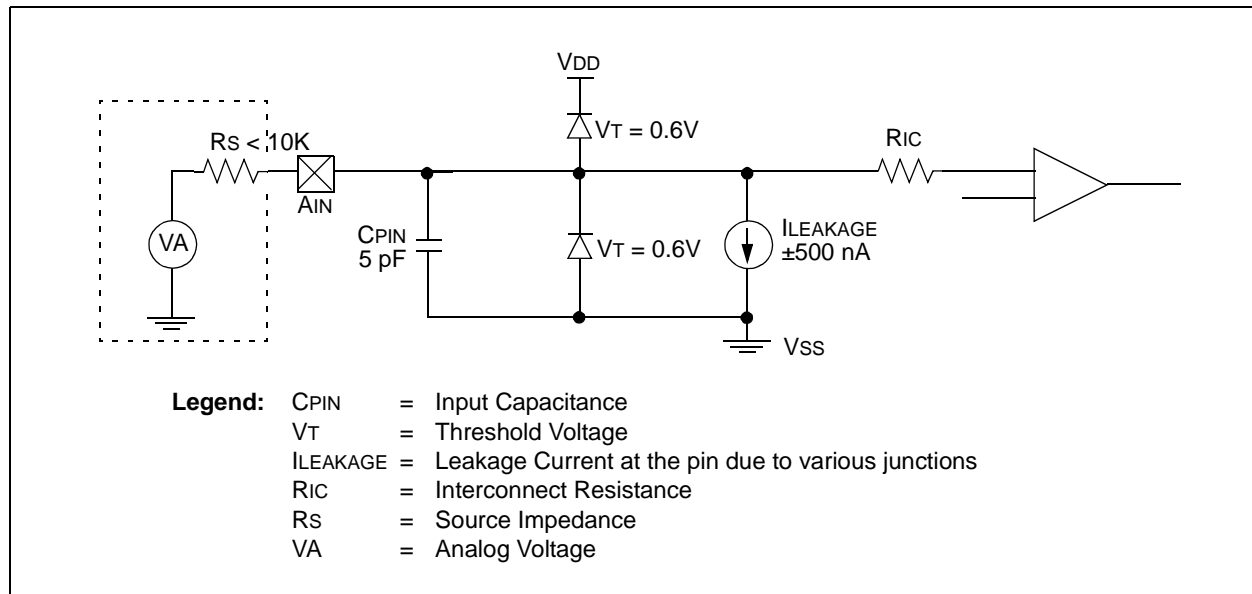 VDD
VT = 0.6V
RS < 10K
RIC
AIN
CPIN
5 pF
VT = 0.6V
ILEAKAGE
±500 nA
VA
VSS
Legend: CPIN = Input Capacitance
VT = Threshold Voltage
ILEAKAGE = Leakage Current at the pin due to various junctions
RIC = Interconnect Resistance
RS = Source Impedance
VA = Analog Voltage